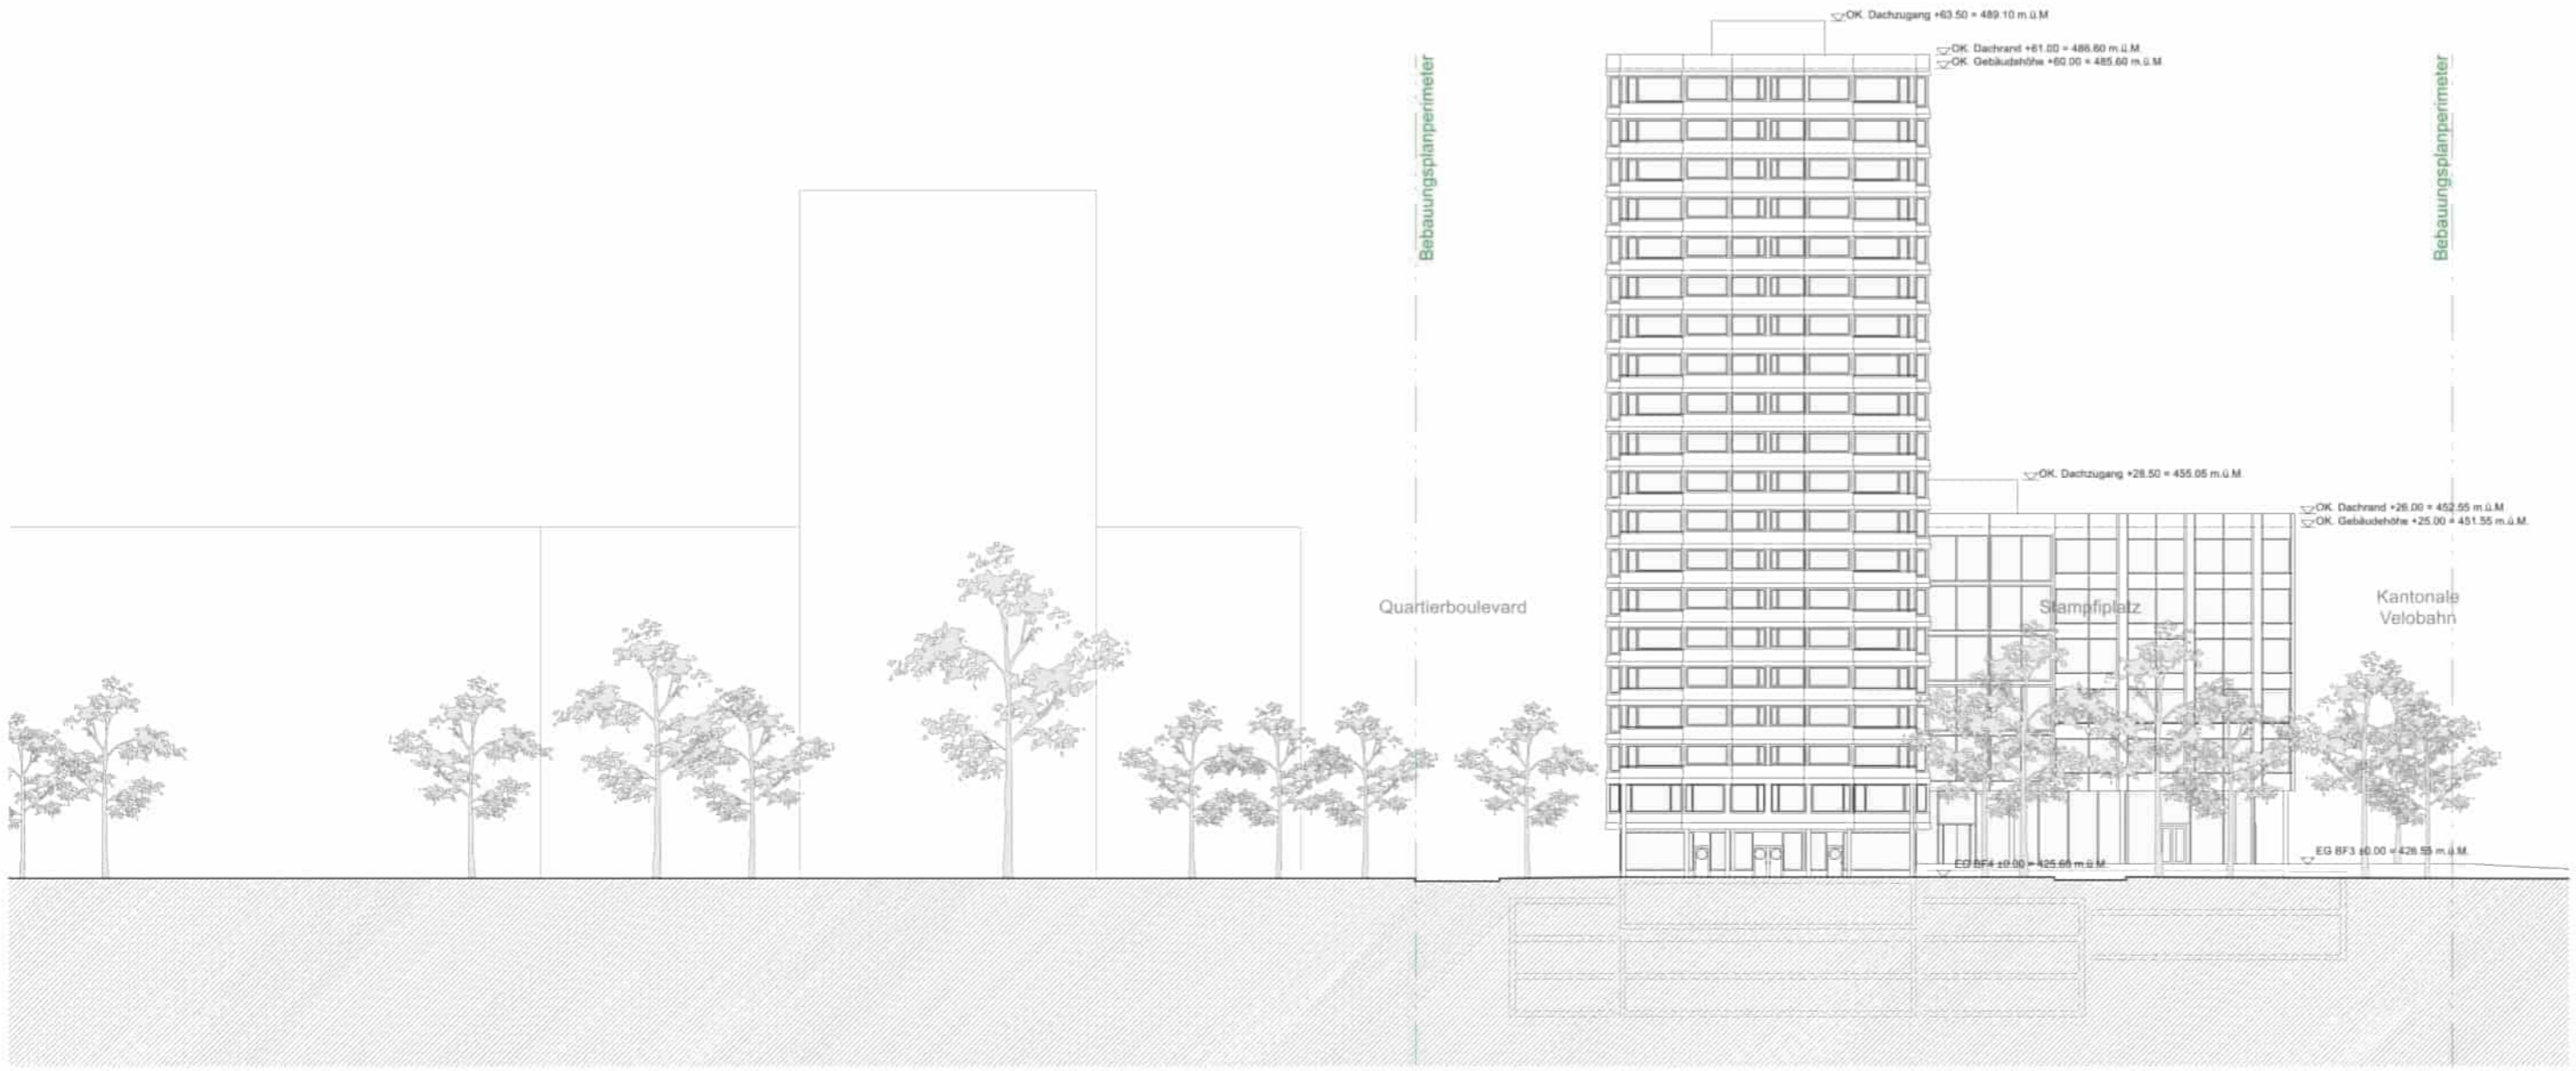 OK. Dachzugang +63.50 = 489.10 m.ü.M
OK. Dachrand +61.00 = 486.60 m.ü.M.
OK. Gebäudehöhe +60.00 = 485.60 m.ü.M
Bebauungsplanperimeter
Bebauungsplanperimeter
OK. Dachzugang +28.50 = 455.05 m.ü.M.
OK. Dachrand +26.00 = 452.55 m.ü.M
OK. Gebäudehöhe +25.00 = 451.55 m.ü.M.
Quartierboulevard
Stampfiplatz
Kantonale
Velobahn
EG BF3 ±0.00 = 426.55 m.ü.M.
EG BF4 ±0.00 = 425.60 m.ü.M.